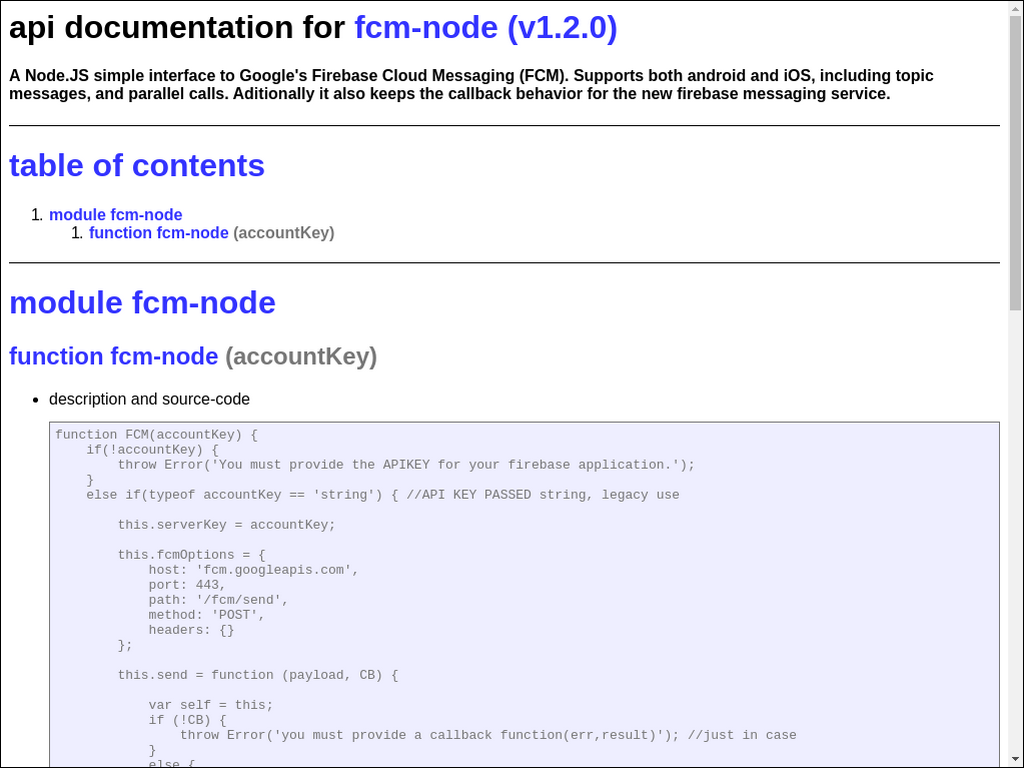 api documentation for fcm-node (v1.2.0)
A Node.JS simple interface to Google's Firebase Cloud Messaging (FCM). Supports both android and iOS, including topic
messages, and parallel calls. Aditionally it also keeps the callback behavior for the new firebase messaging service.
table of contents
1. module fcm-node
1. function fcm-node (accountKey)
module fcm-node
function fcm-node (accountKey)
• description and source-code
function FCM(accountKey) {
    if(!accountKey) {
        throw Error('You must provide the APIKEY for your firebase application.');
    }
    else if(typeof accountKey == 'string') { //API KEY PASSED string, legacy use
        this.serverKey = accountKey;
        this.fcmOptions = {
            host: 'fcm.googleapis.com',
            port: 443,
            path: '/fcm/send',
            method: 'POST',
            headers: {}
        };
        this.send = function (payload, CB) {
            var self = this;
            if (!CB) {
                throw Error('you must provide a callback function(err,result)'); //just in case
            }
            else {